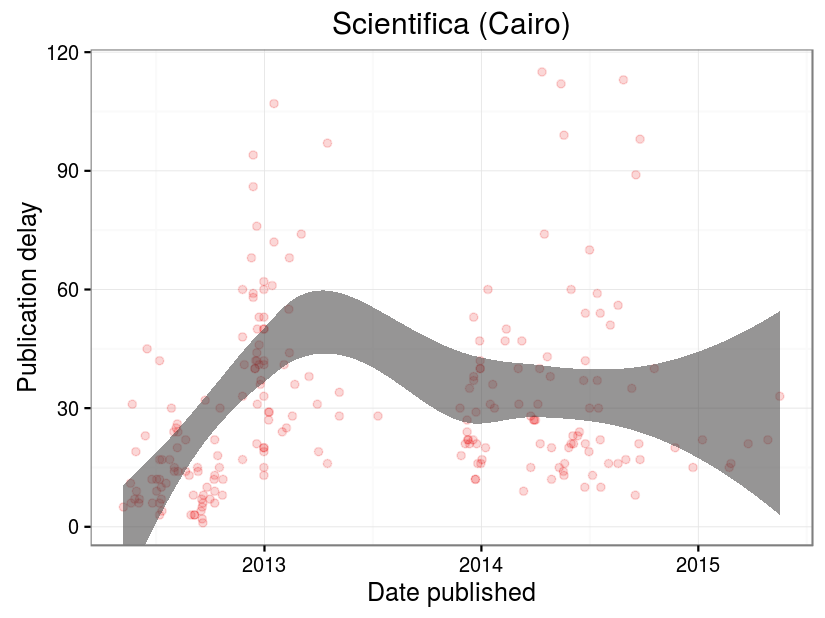 Scientifica (Cairo)
120
90
60
30
0
Publication delay
2013 2014 2015
Date published